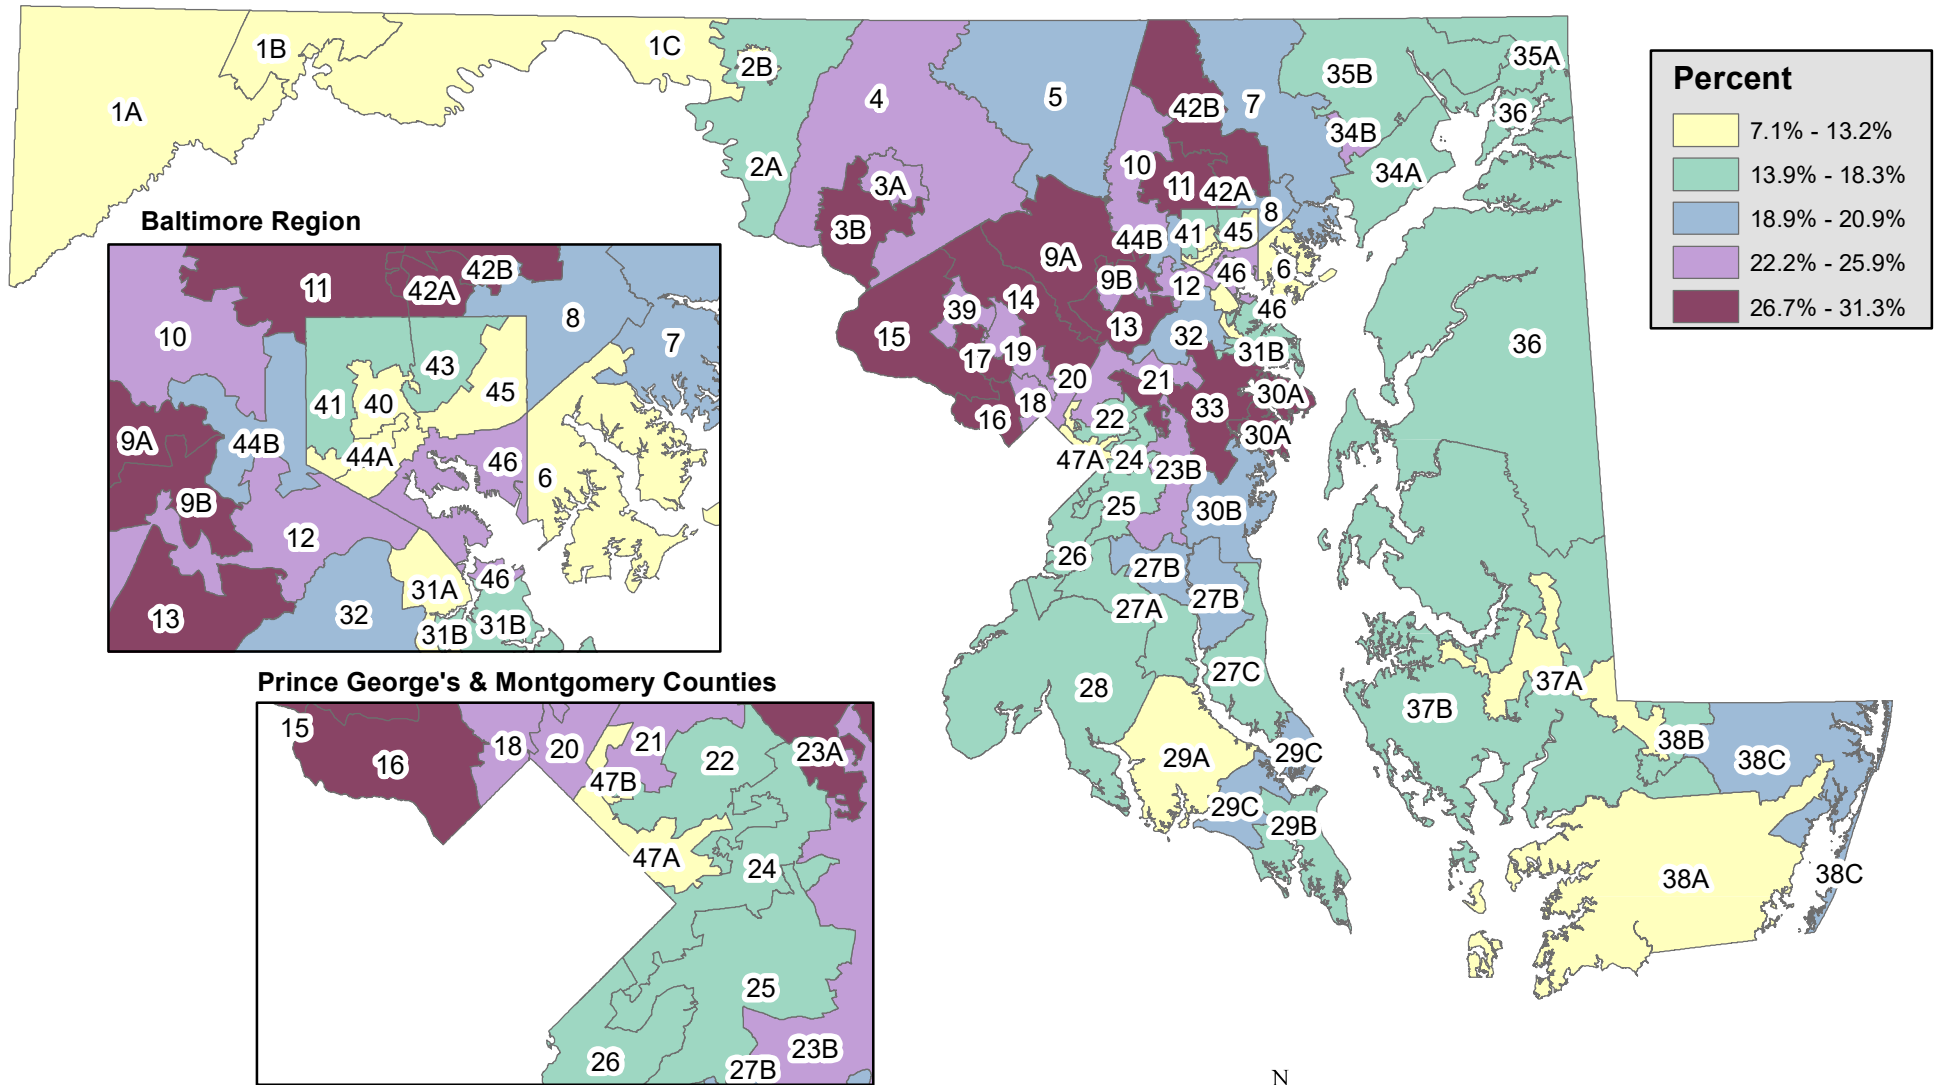 1A
1B
1C
2B
2A
4
5
42B
7
35B
35A
36
34B
34A
10
11
42A
3A
3B
8
41
45
44B
9A
9B
12
46
6
46
36
39
14
13
32
15
17
19
31B
20
21
18
16
22
33
30A
30A
47A
24
23B
25
30B
26
27B
27B
27A
27C
28
29A
29C
29C
29B
37A
37B
38B
38C
38A
38C
Percent
7.1% - 13.2%
13.9% - 18.3%
18.9% - 20.9%
22.2% - 25.9%
26.7% - 31.3%
Baltimore Region
11
42A
42B
8
7
10
43
45
41
40
9A
44B
44A
46
6
9B
12
31A
46
13
32
31B
31B
Prince George's & Montgomery Counties
15
16
18
20
21
22
23A
47B
47A
24
25
26
27B
23B
N